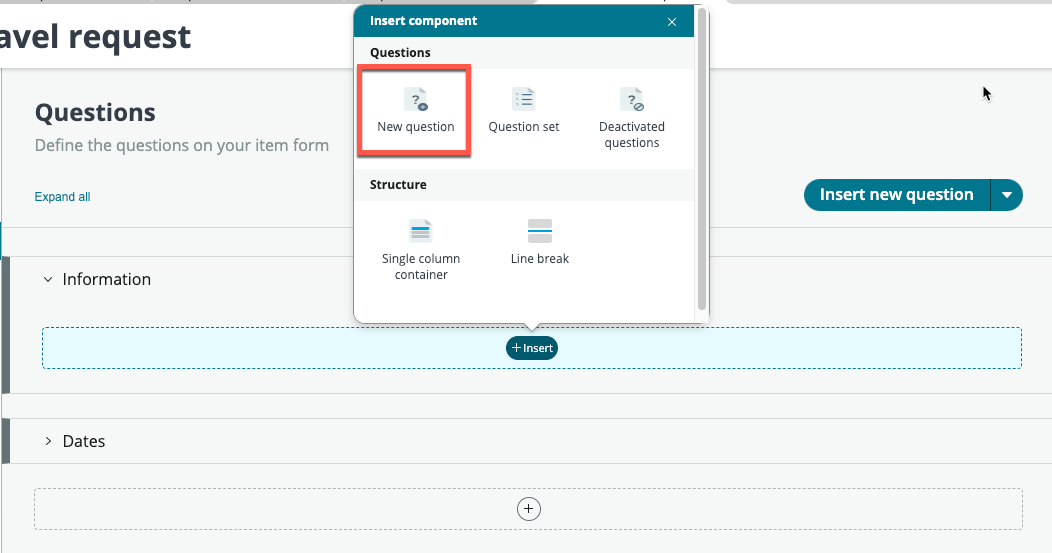 Insert component
avel request
Questions
New question
Question set
Deactivated
questions
Questions
Define the questions on your item form
Structure
Expand all
Insert new question
Single column
container
Line break
Information
+ Insert
Dates